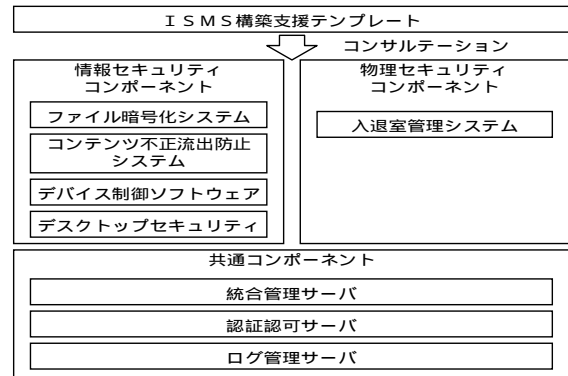 ＩＳＭＳ構築支援テンプレート
コンサルテーション
情報セキュリティ
コンポーネント
ファイル暗号化システム
コンテンツ不正流出防止
システム
デバイス制御ソフトウェア
デスクトップセキュリティ
物理セキュリティ
コンポーネント
入退室管理システム
共通コンポーネント
統合管理サーバ
認証認可サーバ
ログ管理サーバ